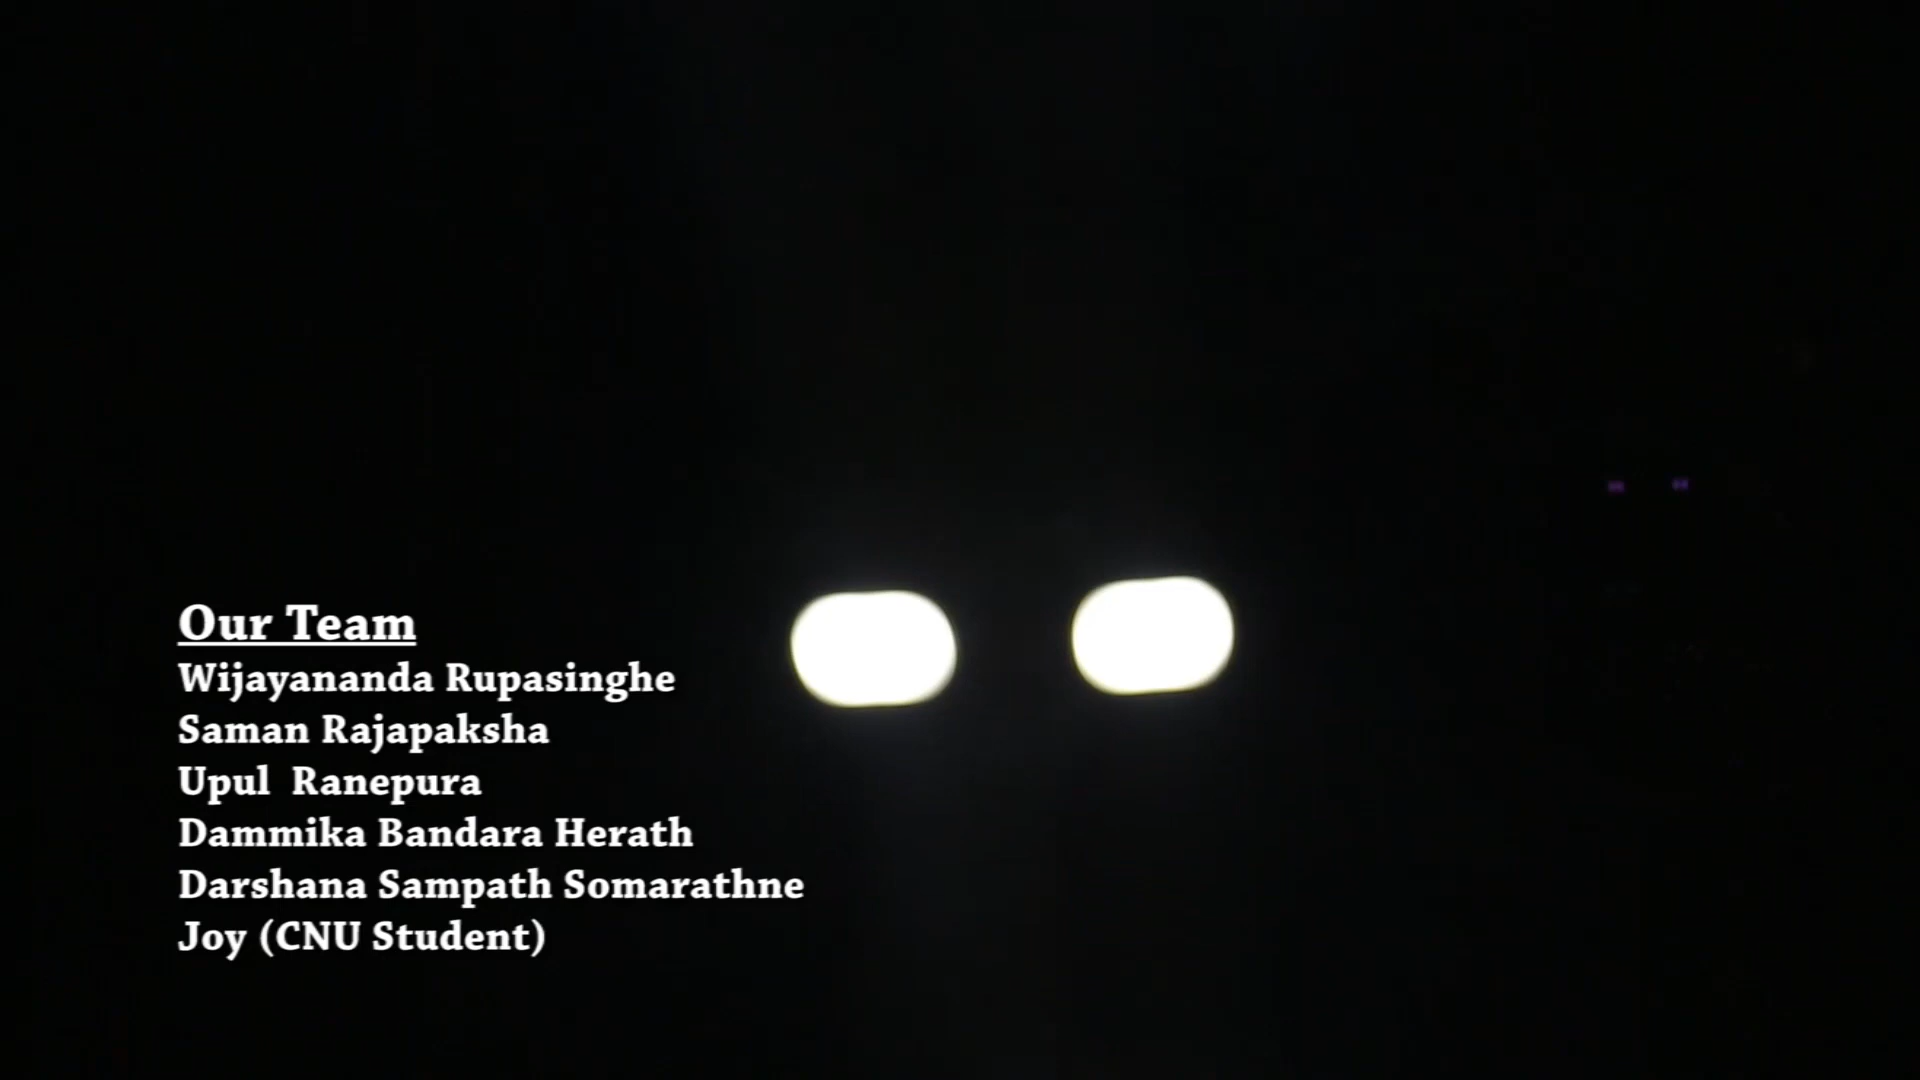 Our Team
Wijayananda Rupasinghe
Saman Rajapaksha
Upul  Ranepura
Dammika Bandara Herath
Darshana Sampath Somarathne
Joy (CNU Student)